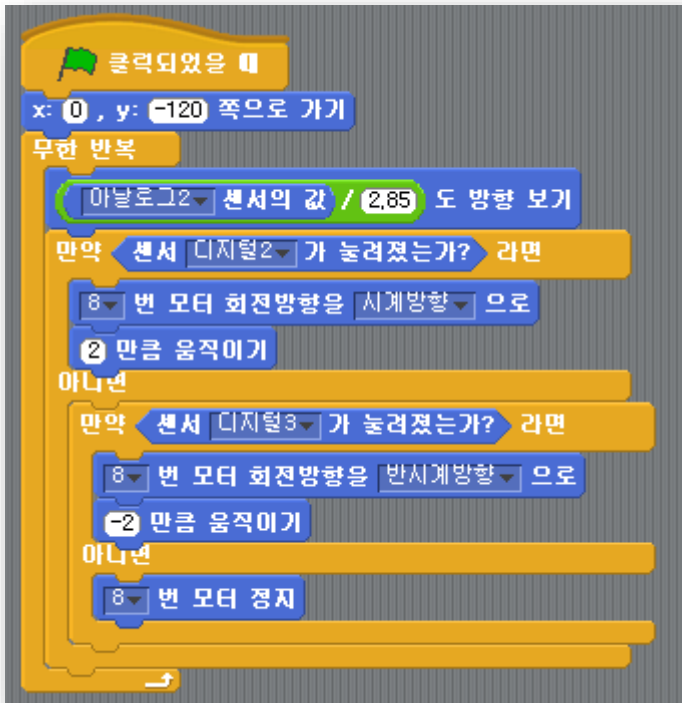 클릭되었을 때
x: 0 , y: -120 쪽으로 가기
무한 반복
아날로그2 센서의 값 / 2.85 도 방향 보기
만약 센서 디지털2 가 눌려졌는가? 라면
8 번 모터 회전방향을 시계방향 으로
2 만큼 움직이기
아니면
만약 센서 디지털3 가 눌려졌는가? 라면
8 번 모터 회전방향을 반시계방향 으로
-2 만큼 움직이기
아니면
8 번 모터 정지